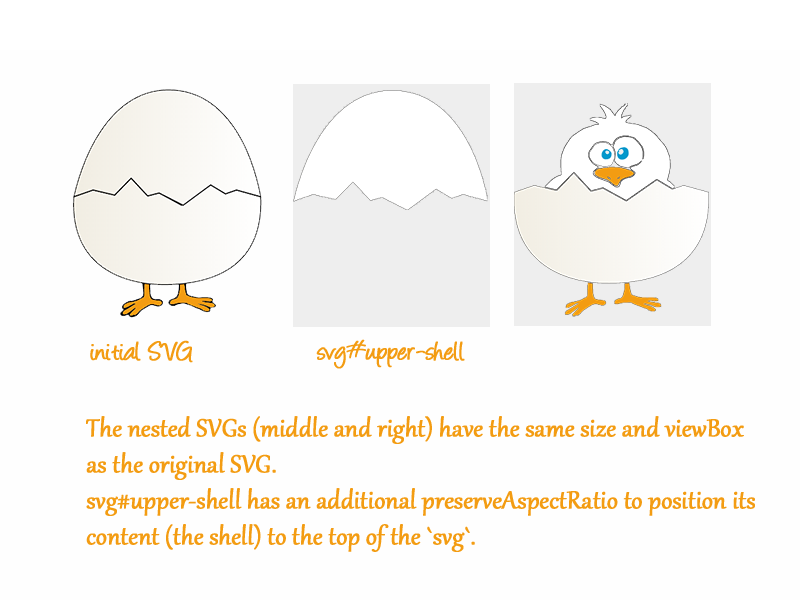 initial SVG
svg#upper-shell
The nested SVGs (middle and right) have the same size and viewBox
as the original SVG.
svg#upper-shell has an additional preserveAspectRatio to position its
content (the shell) to the top of the `svg`.